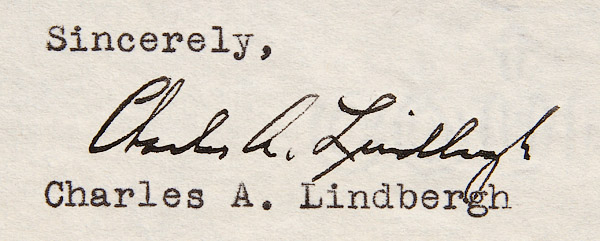 Sincerely,
Charles A. Lindbergh
Charles A. Lindbergh